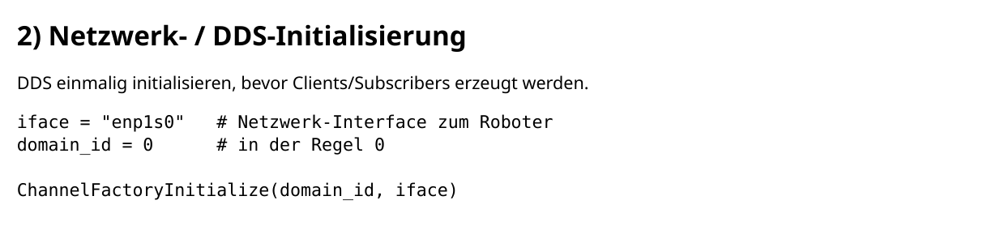 2) Netzwerk- / DDS-Initialisierung
DDS einmalig initialisieren, bevor Clients/Subscribers erzeugt werden.
iface = "enp1s0"   # Netzwerk-Interface zum Roboter
domain_id = 0      # in der Regel 0
ChannelFactoryInitialize(domain_id, iface)